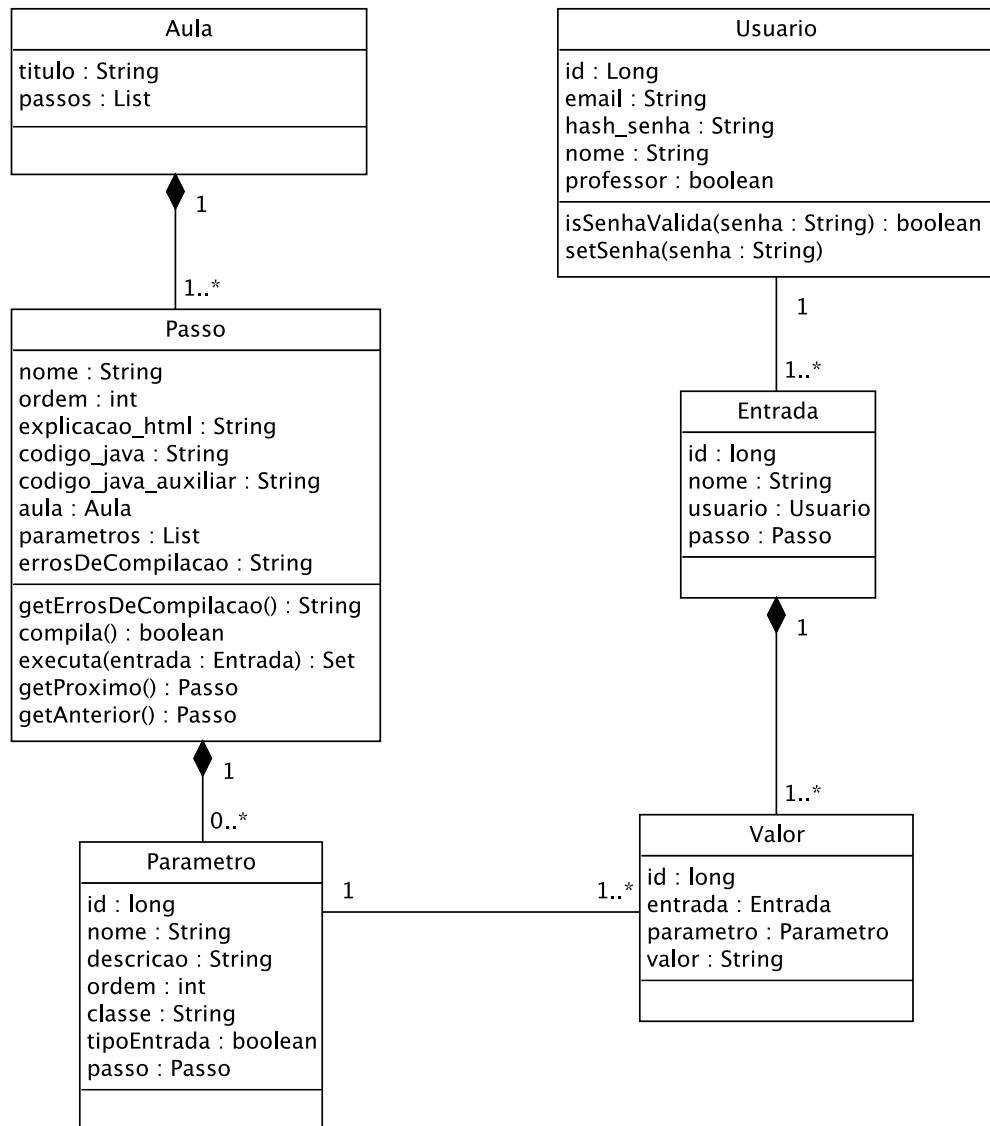 Aula
titulo : String
passos : List
1
1..*
Passo
nome : String
ordem : int
explicacao_html : String
codigo_java : String
codigo_java_auxiliar : String
aula : Aula
parametros : List
errosDeCompilacao : String
getErrosDeCompilacao() : String
compila() : boolean
executa(entrada : Entrada) : Set
getProximo() : Passo
getAnterior() : Passo
1
0..*
Parametro
id : long
nome : String
descricao : String
ordem : int
classe : String
tipoEntrada : boolean
passo : Passo
1
1..*
Usuario
id : Long
email : String
hash_senha : String
nome : String
professor : boolean
isSenhaValida(senha : String) : boolean
setSenha(senha : String)
1
1..*
Entrada
id : long
nome : String
usuario : Usuario
passo : Passo
1
1..*
Valor
id : long
entrada : Entrada
parametro : Parametro
valor : String